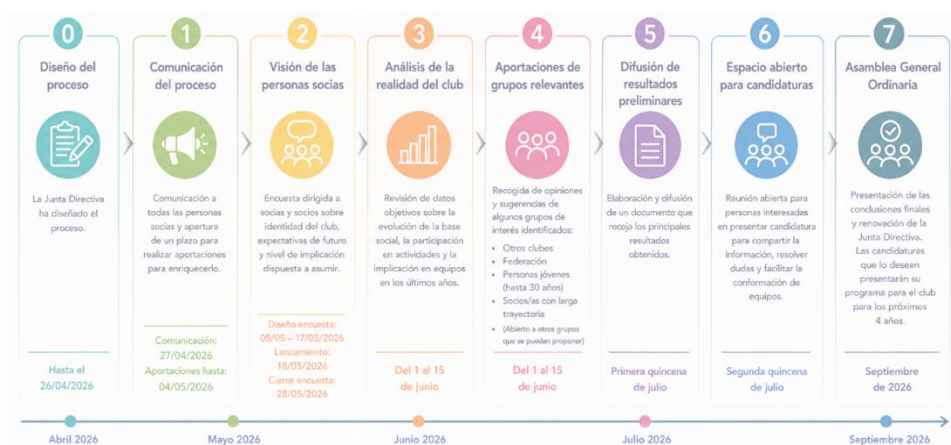 0
Diseño del
proceso
La Junta Directiva
ha diseñado el
proceso.
Hasta el
26/04/2026
1
Comunicación
del proceso
Comunicación a
todas las personas
socias y apertura
de un plazo para
realizar aportaciones
para enriquecerlo.
Comunicación:
27/04/2026
Aportaciones hasta:
04/05/2026
2
Visión de las
personas socias
Encuesta dirigida a
socias y socios sobre
identidad del club,
expectativas de futuro
y nivel de implicación
dispuesta a asumir.
Diseño encuesta:
05/05 – 17/05/2026
Lanzamiento:
18/05/2026
Cierre encuesta:
28/05/2026
3
Análisis de la
realidad del club
Revisión de datos
objetivos sobre la
evolución de la base
social, la participación
en actividades y la
implicación en equipos
en los últimos años.
Del 1 al 15
de junio
4
Aportaciones de
grupos relevantes
Recogida de opiniones
y sugerencias de
algunos grupos de
interés identificados:
• Otros clubes
• Federación
• Personas jóvenes
(hasta 30 años)
• Socios/as con larga
trayectoria
• (Abierto a otros grupos
que se puedan proponer)
Del 1 al 15
de junio
5
Difusión de
resultados
preliminares
Elaboración y difusión
de un documento que
recoja los principales
resultados
obtenidos.
Primera quincena
de julio
6
Espacio abierto
para candidaturas
Reunión abierta para
personas interesadas
en presentar candidatura
para compartir la
información, resolver
dudas y facilitar la
conformación de
equipos.
Segunda quincena
de julio
7
Asamblea General
Ordinaria
Presentación de las
conclusiones finales
y renovación de la
Junta Directiva.
Las candidaturas
que lo deseen
presentarán su
programa para el club
para los próximos
4 años.
Septiembre
de 2026
Abril 2026
Mayo 2026
Junio 2026
Julio 2026
Septiembre 2026